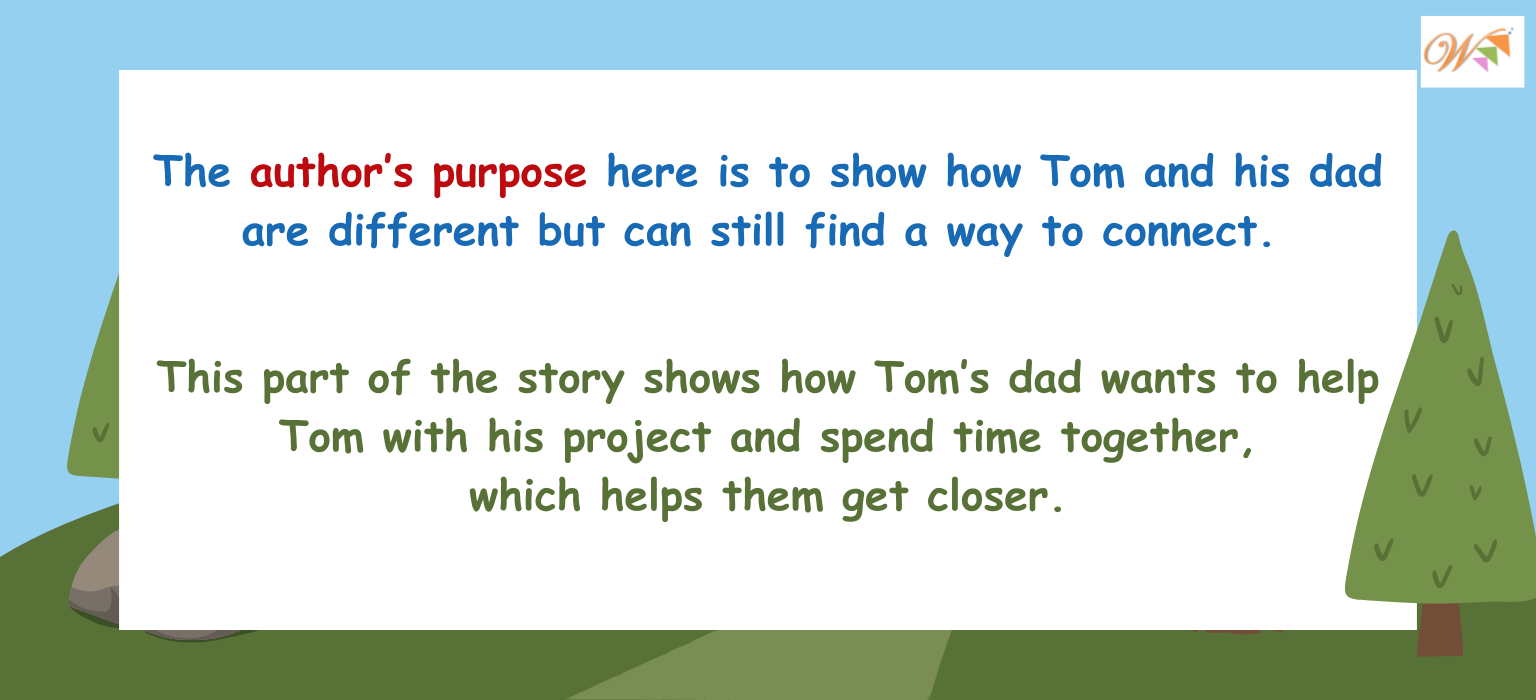 W
The author's purpose here is to show how Tom and his dad
are different but can still find a way to connect.
This part of the story shows how Tom's dad wants to help
Tom with his project and spend time together,
which helps them get closer.